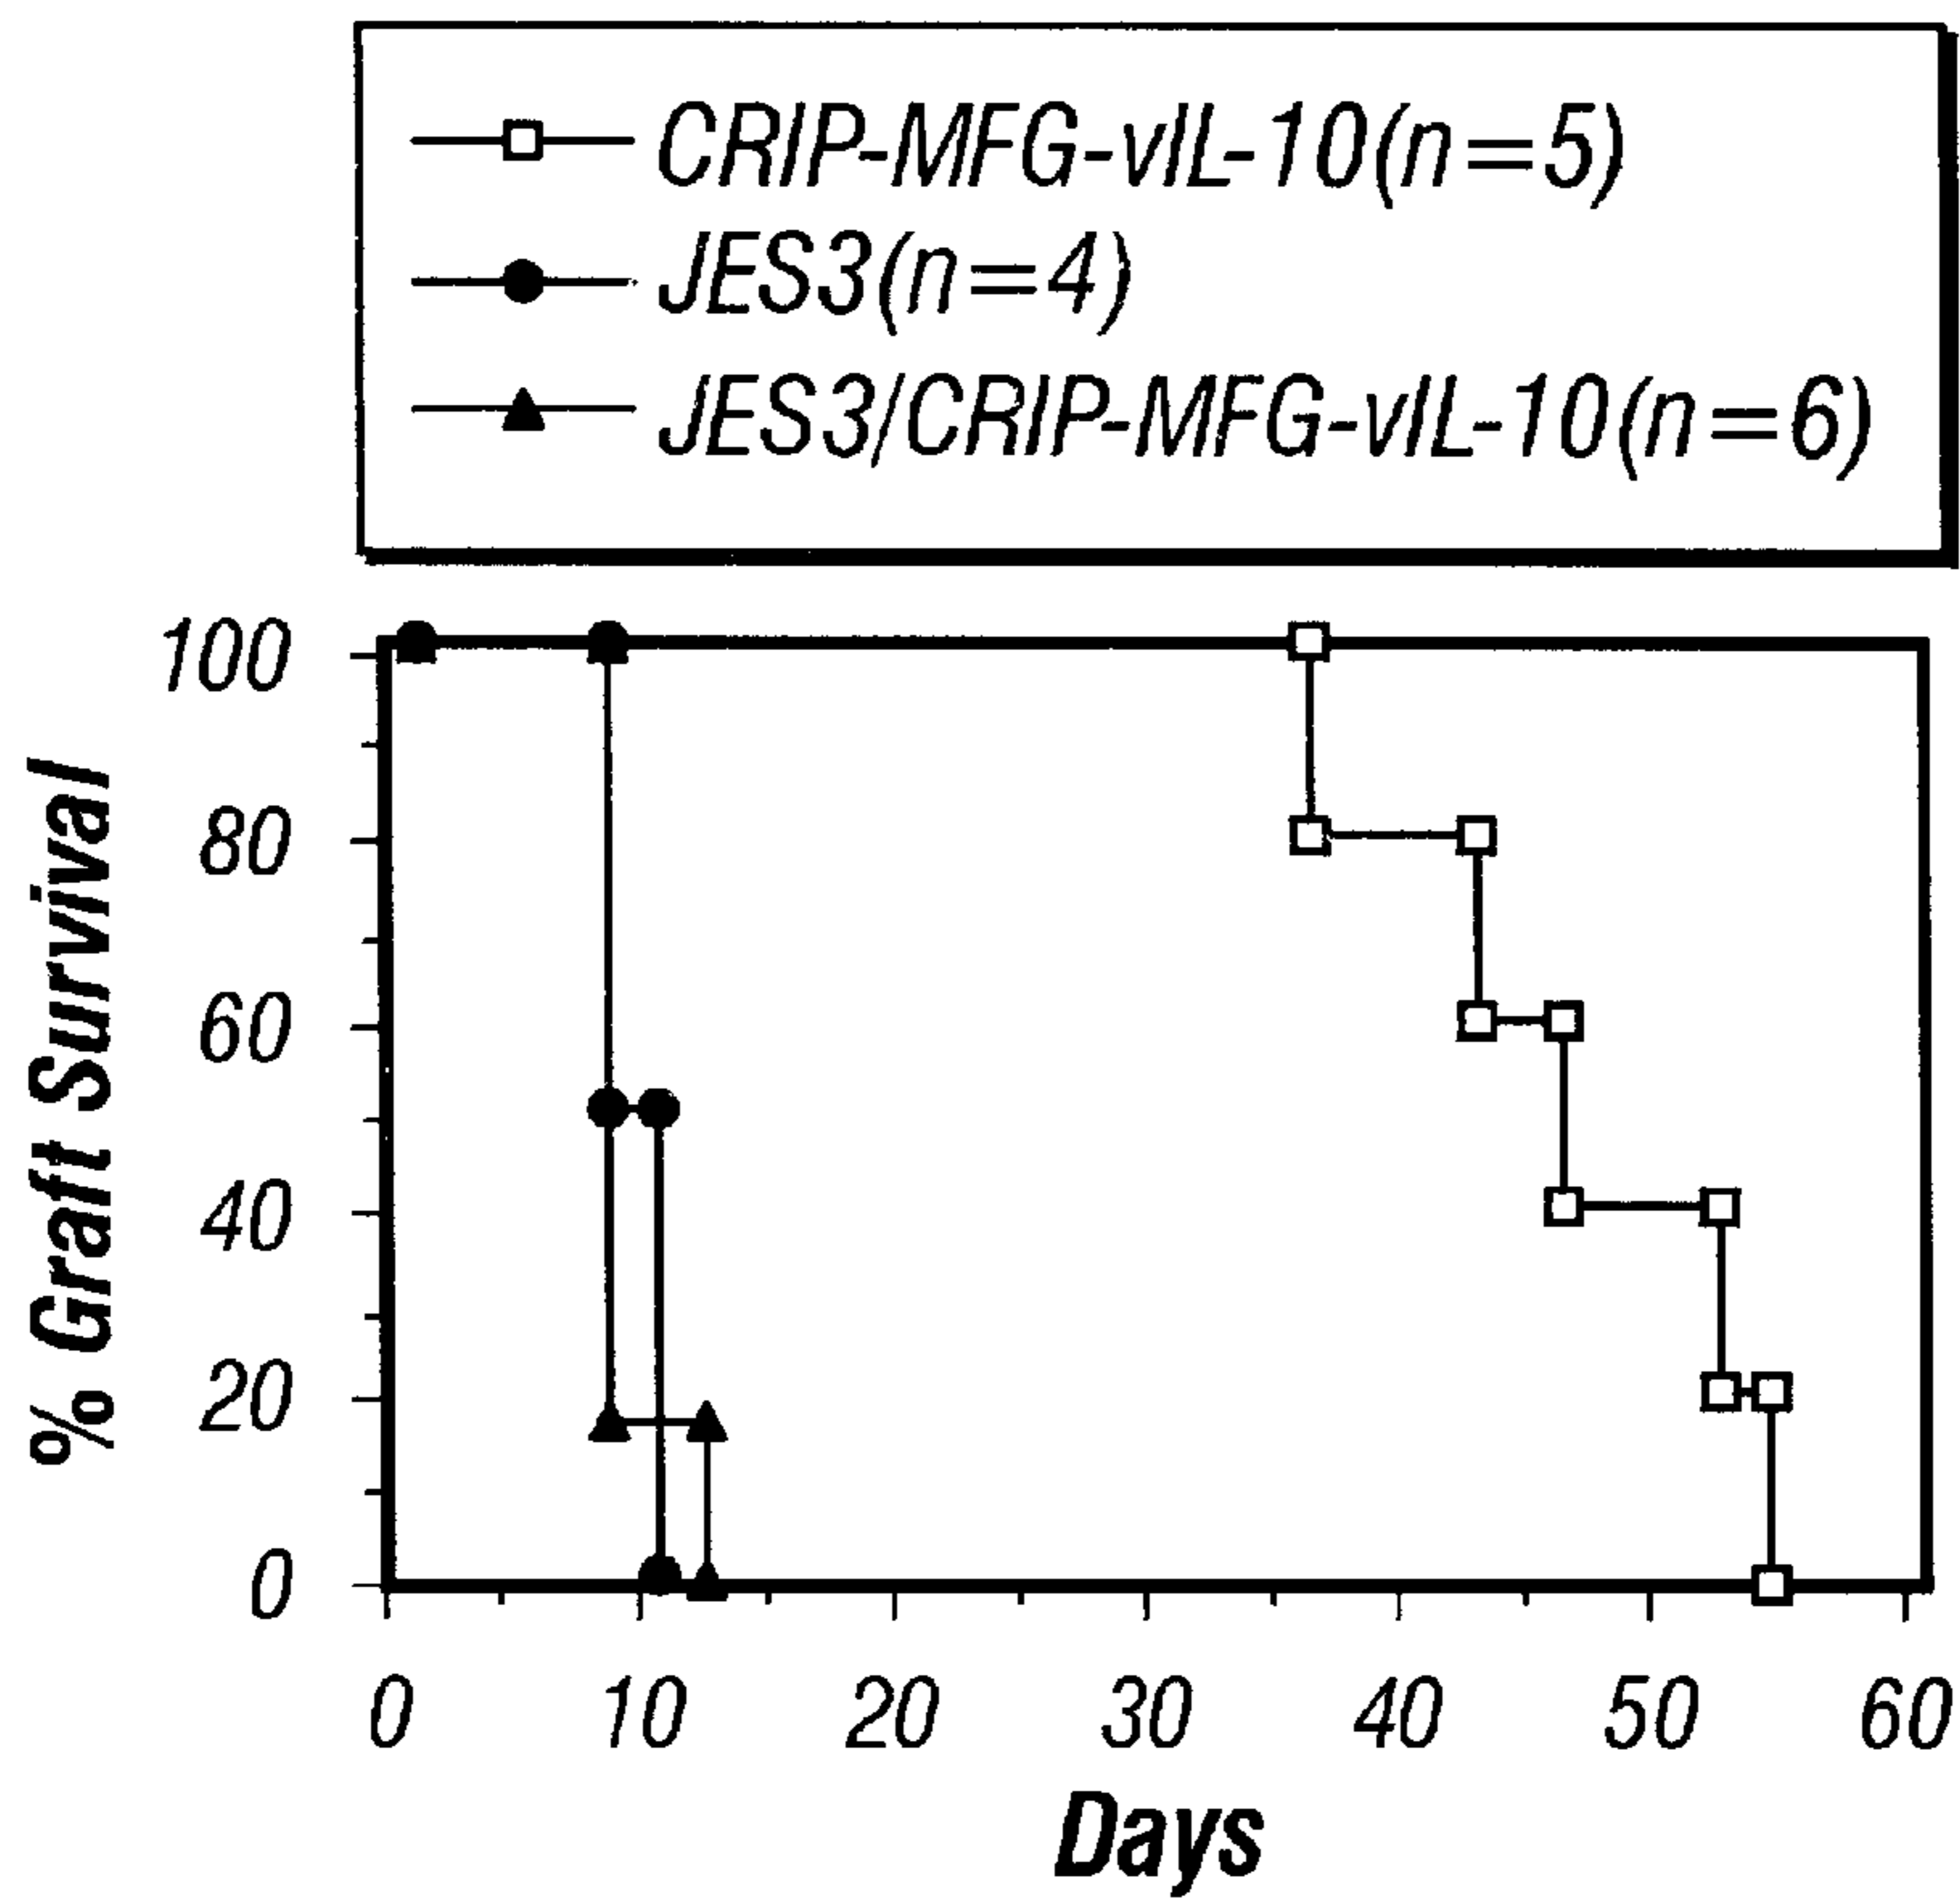 CRIP-MFG-vIL-10(n=5)
JES3(n=4)
JES3/CRIP-MFG-vIL-10(n=6)
100
80
60
40
20
0
% Graft Survival
0 10 20 30 40 50 60
Days